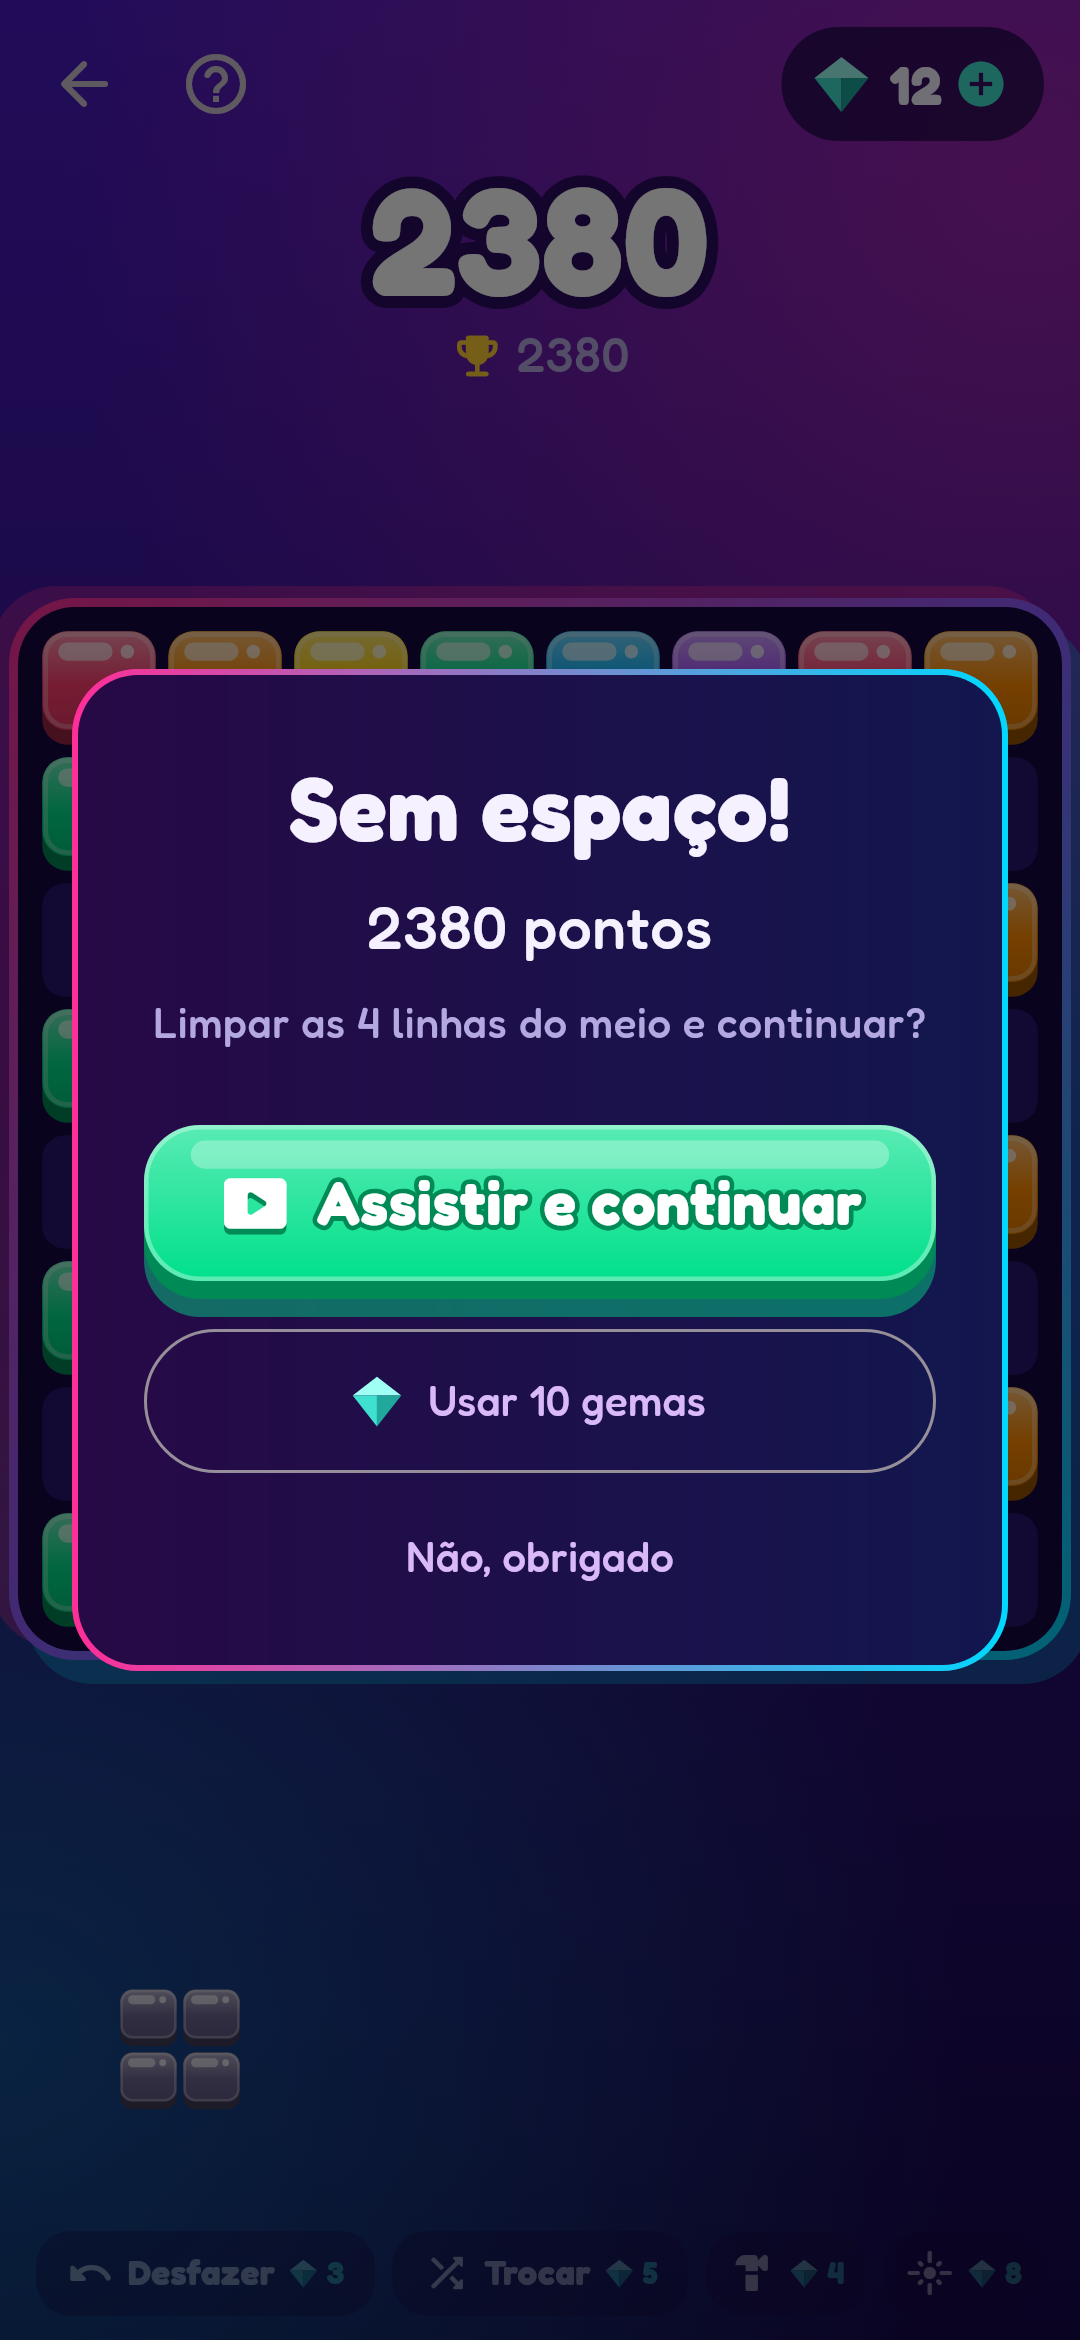 12
2380
2380
Sem espaço!
2380 pontos
Limpar as 4 linhas do meio e continuar?
Assistir e continuar
Usar 10 gemas
Não, obrigado
Desfazer 3 Trocar 5 4 8